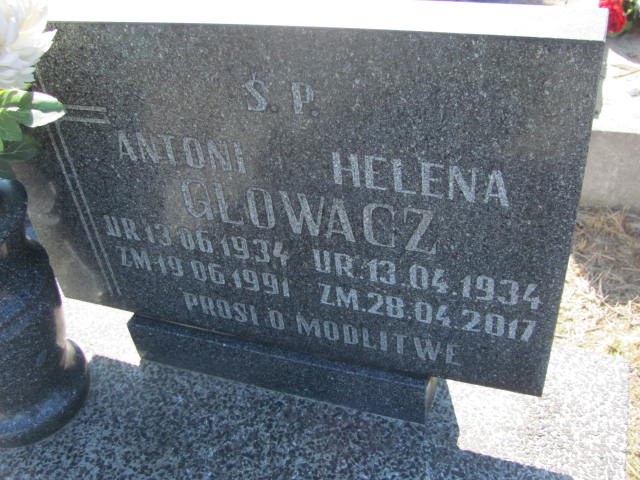 Ś. P.
ANTONI HELENA
GŁOWACZ
UR.13.06.1934 UR.13.04.1934
ZM.19.06.1991 ZM.28.04.2017
PROSI O MODLITWĘ